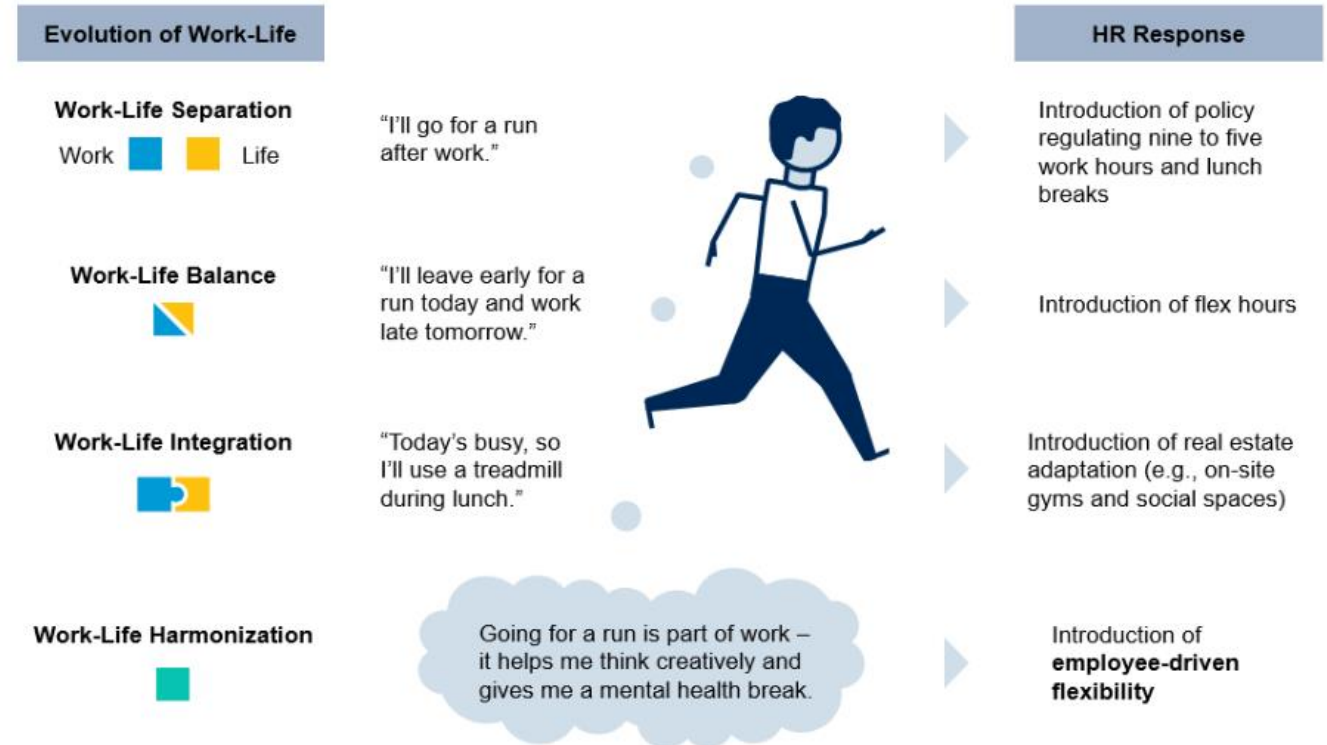 Evolution of Work-Life
HR Response
Work-Life Separation
Work
Life
“I’ll go for a run
after work.”
Introduction of policy
regulating nine to five
work hours and lunch
breaks
Work-Life Balance
“I’ll leave early for a
run today and work
late tomorrow.”
Introduction of flex hours
Work-Life Integration
“Today’s busy, so
I’ll use a treadmill
during lunch.”
Introduction of real estate
adaptation (e.g., on-site
gyms and social spaces)
Work-Life Harmonization
Going for a run is part of work –
it helps me think creatively and
gives me a mental health break.
Introduction of
employee-driven
flexibility